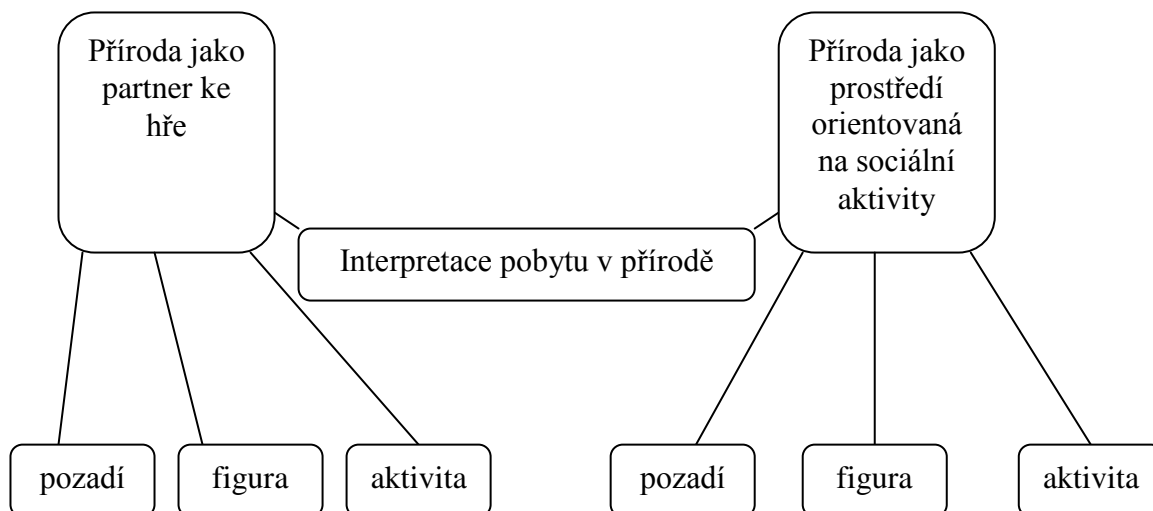 Příroda jako
partner ke
hře
Příroda jako
prostředí
orientovaná
na sociální
aktivity
Interpretace pobytu v přírodě
pozadí
figura
aktivita
pozadí
figura
aktivita